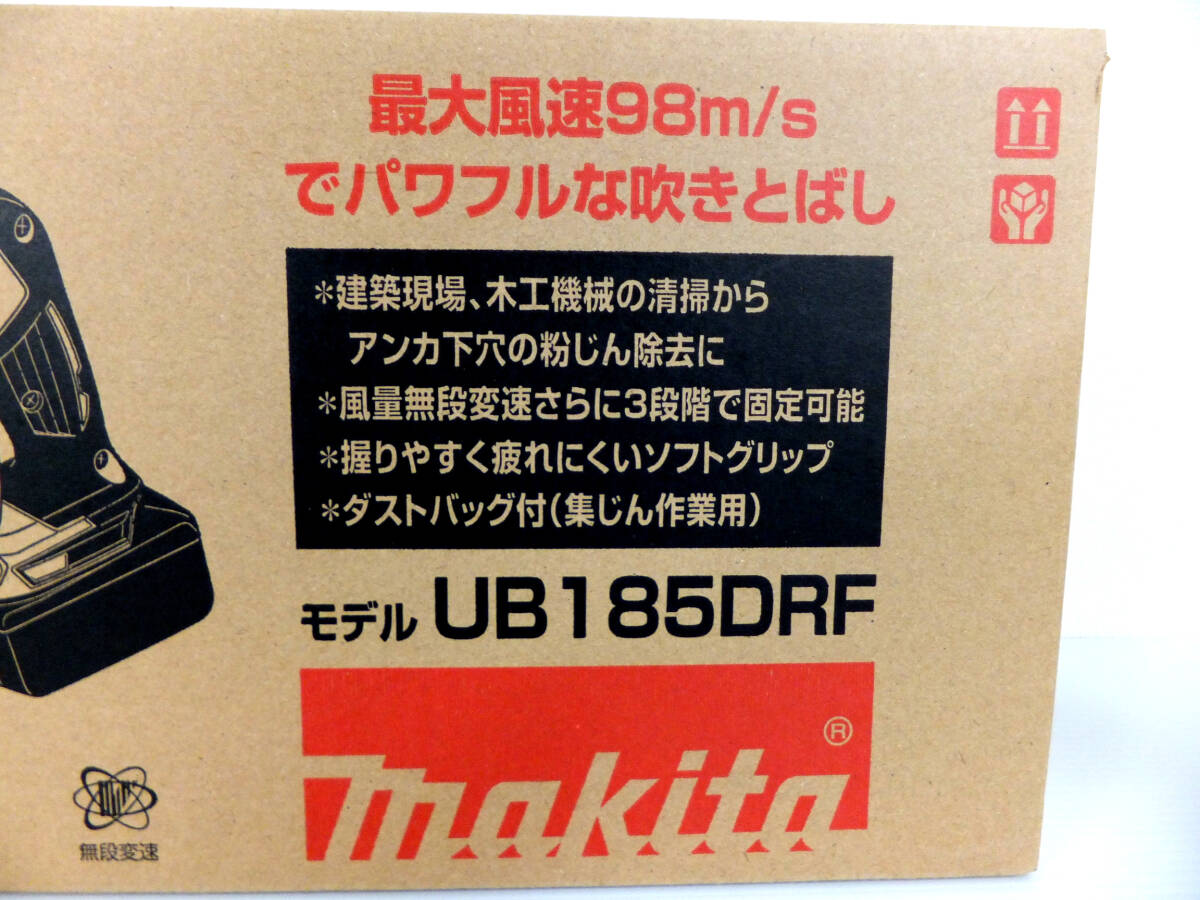 最大風速98m/s
でパワフルな吹きとばし
*建築現場、木工機械の清掃から
アンカ下穴の粉じん除去に
*風量無段変速さらに3段階で固定可能
*握りやすく疲れにくいソフトグリップ
*ダストバッグ付(集じん作業用)
モデル UB185DRF
makita®
無段変速